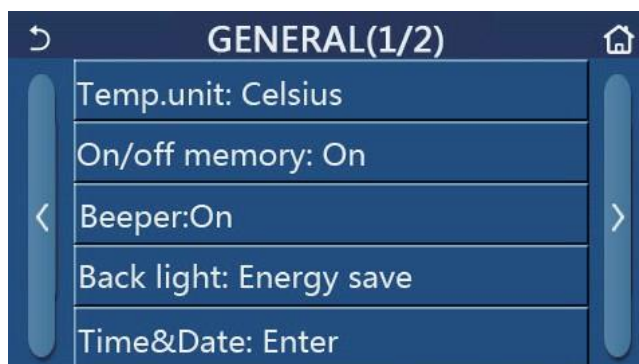 GENERAL(1/2)
Temp.unit: Celsius
On/off memory: On
Beeper:On
Back light: Energy save
Time&Date: Enter